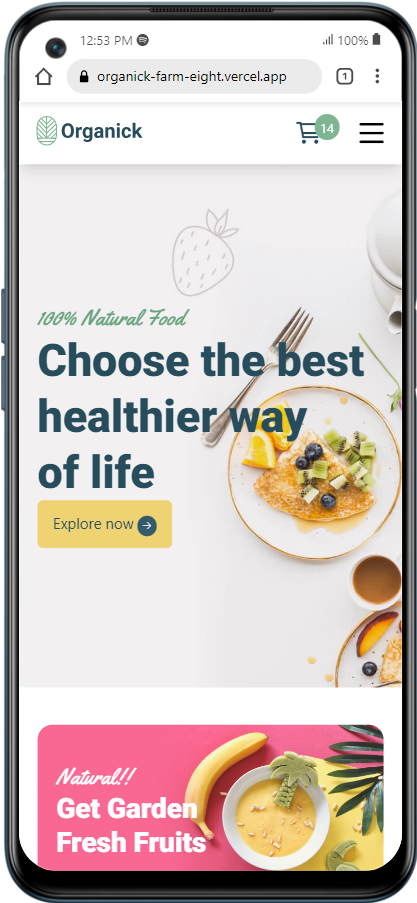 12:53 PM
100%
organick-farm-eight.vercel.app
1
Organick
14
100% Natural Food
Choose the best
healthier way
of life
Explore now
Natural!!
Get Garden
Fresh Fruits